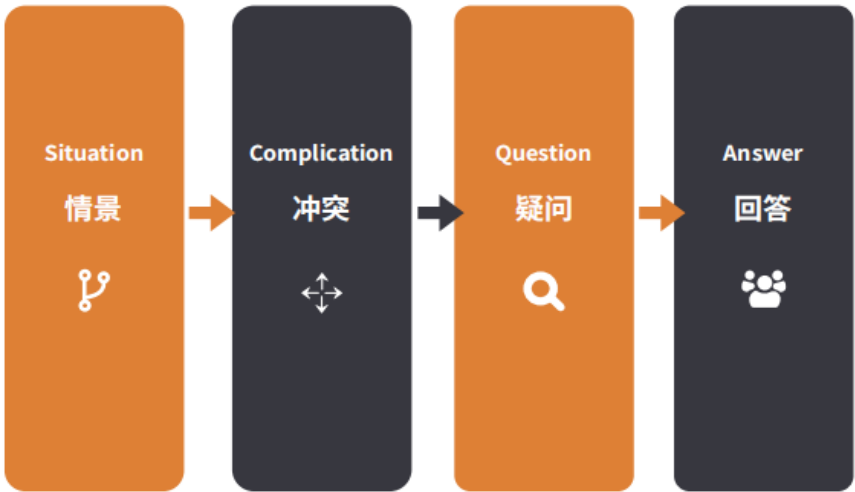 Situation
情景
Complication
冲突
Question
疑问
Answer
回答